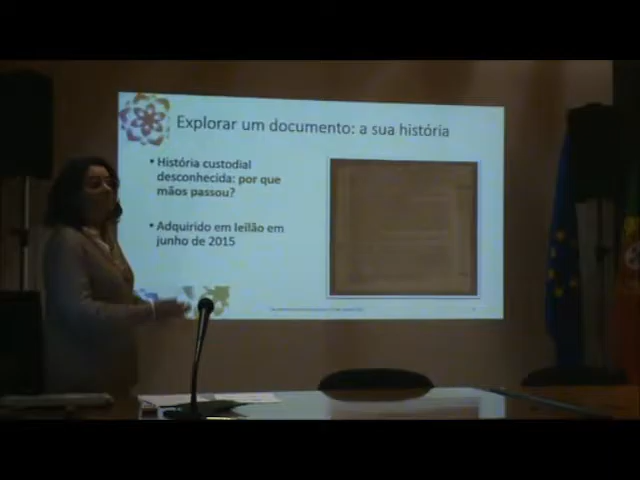 Explorar um documento: a sua história
• História custodial
desconhecida: por que
mãos passou?
• Adquirido em leilão em
junho de 2015